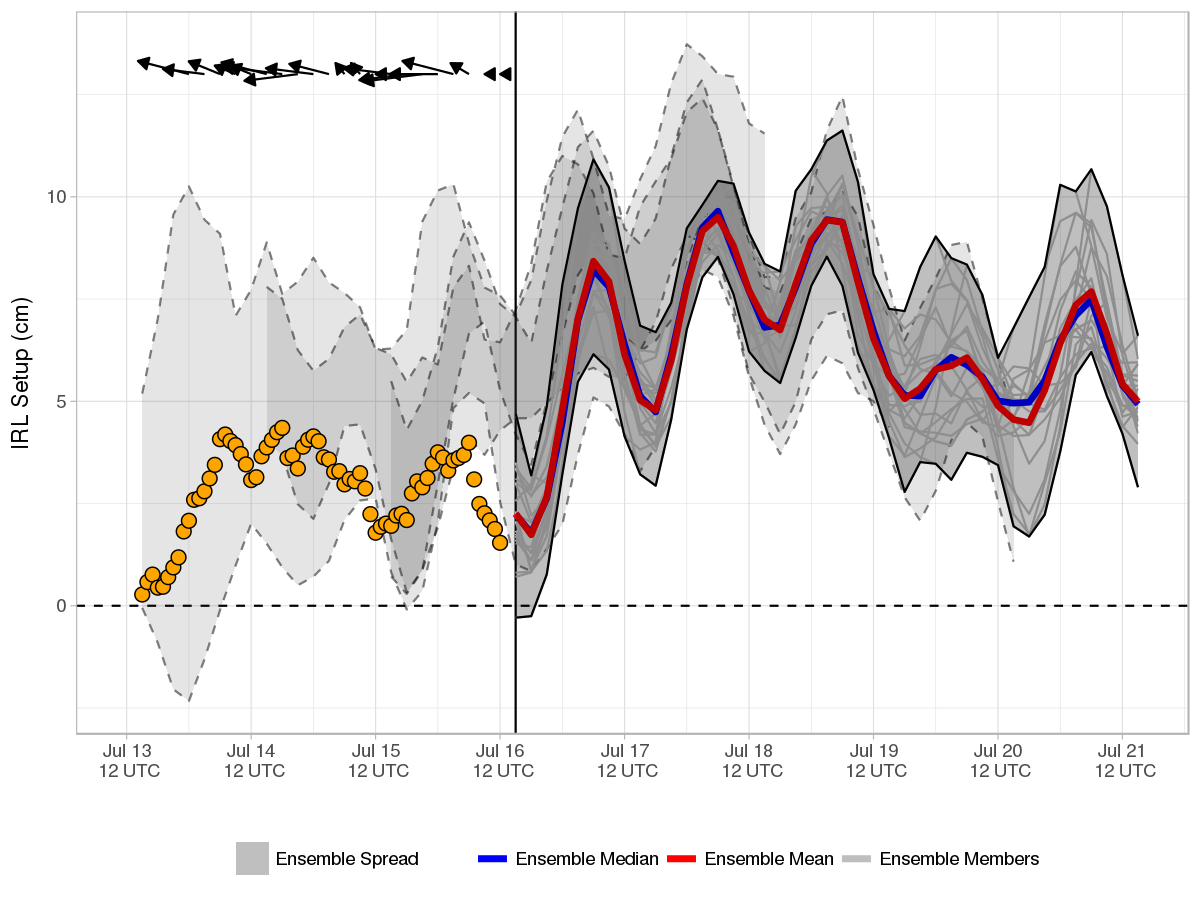 IRL Setup (cm)
10
5
0
Jul 13 Jul 14 Jul 15 Jul 16 Jul 17 Jul 18 Jul 19 Jul 20 Jul 21
12 UTC 12 UTC 12 UTC 12 UTC 12 UTC 12 UTC 12 UTC 12 UTC 12 UTC
Ensemble Spread Ensemble Median Ensemble Mean Ensemble Members